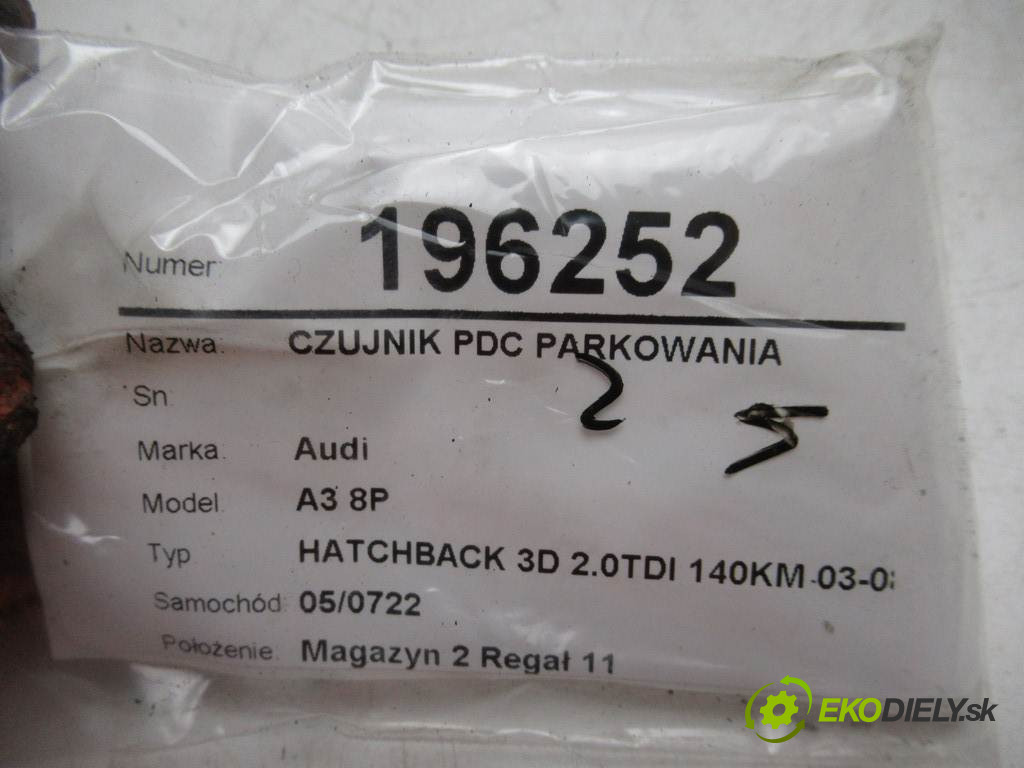 Numer: 196252
Nazwa: CZUJNIK PDC PARKOWANIA
2 5
Sn
Marka: Audi
Model A3 8P
Typ HATCHBACK 3D 2.0TDI 140KM 03-0
Samochód: 05/0722
Położenie: Magazyn 2 Regał 11
EKODIELY.sk